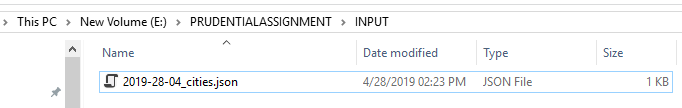 This PC > New Volume (E:) > PRUDENTIALASSIGNMENT > INPUT
Name Date modified Type Size
2019-28-04_cities.json 4/28/2019 02:23 PM JSON File 1 KB